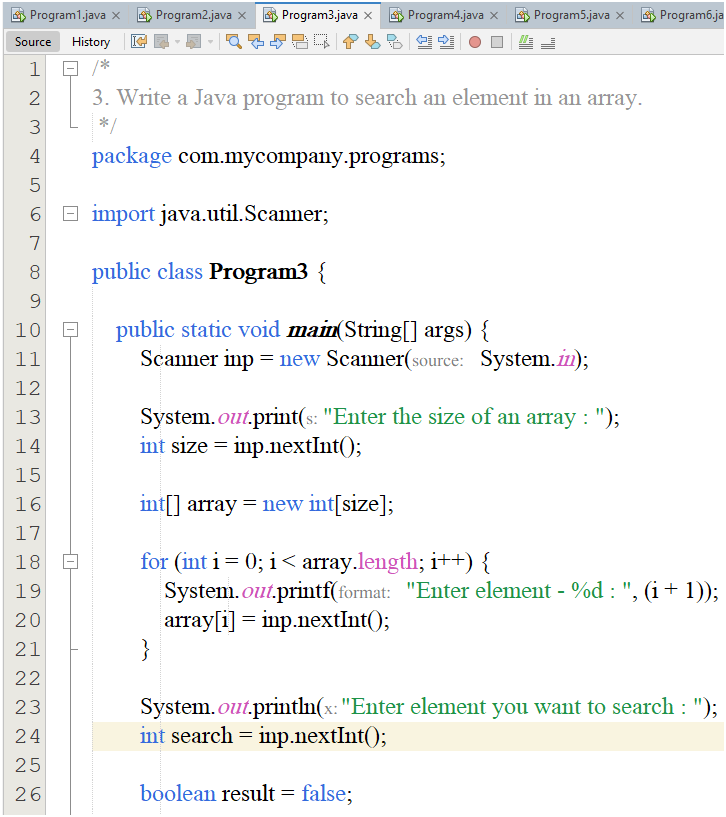 Program1.java × Program2.java × Program3.java × Program4.java × Program5.java × Program6.ja
Source History
1 /*
2 3. Write a Java program to search an element in an array.
3 */
4 package com.mycompany.programs;
5
6 import java.util.Scanner;
7
8 public class Program3 {
9
10 public static void main(String[] args) {
11 Scanner inp = new Scanner(source: System.in);
12
13 System.out.print(s: "Enter the size of an array : ");
14 int size = inp.nextInt();
15
16 int[] array = new int[size];
17
18 for (int i = 0; i < array.length; i++) {
19 System.out.printf(format: "Enter element - %d : ", (i + 1));
20 array[i] = inp.nextInt();
21 }
22
23 System.out.println(x: "Enter element you want to search : ");
24 int search = inp.nextInt();
25
26 boolean result = false;